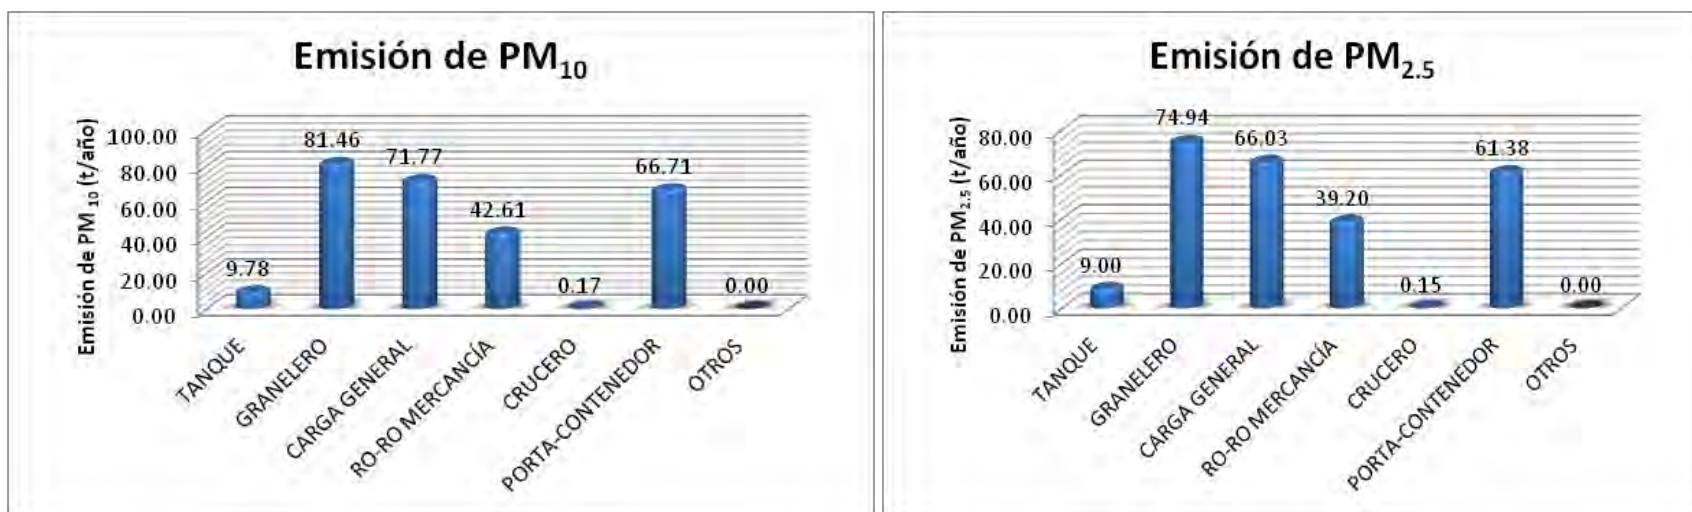 Emisión de PM10
Emisión de PM 10 (t/año)
100.00
80.00
60.00
40.00
20.00
0.00
9.78
81.46
71.77
42.61
0.17
66.71
0.00
TANQUE
GRANELERO
CARGA GENERAL
RO-RO MERCANCÍA
CRUCERO
PORTA-CONTENEDOR
OTROS
Emisión de PM2.5
Emisión de PM2.5 (t/año)
80.00
60.00
40.00
20.00
0.00
9.00
74.94
66.03
39.20
0.15
61.38
0.00
TANQUE
GRANELERO
CARGA GENERAL
RO-RO MERCANCÍA
CRUCERO
PORTA-CONTENEDOR
OTROS